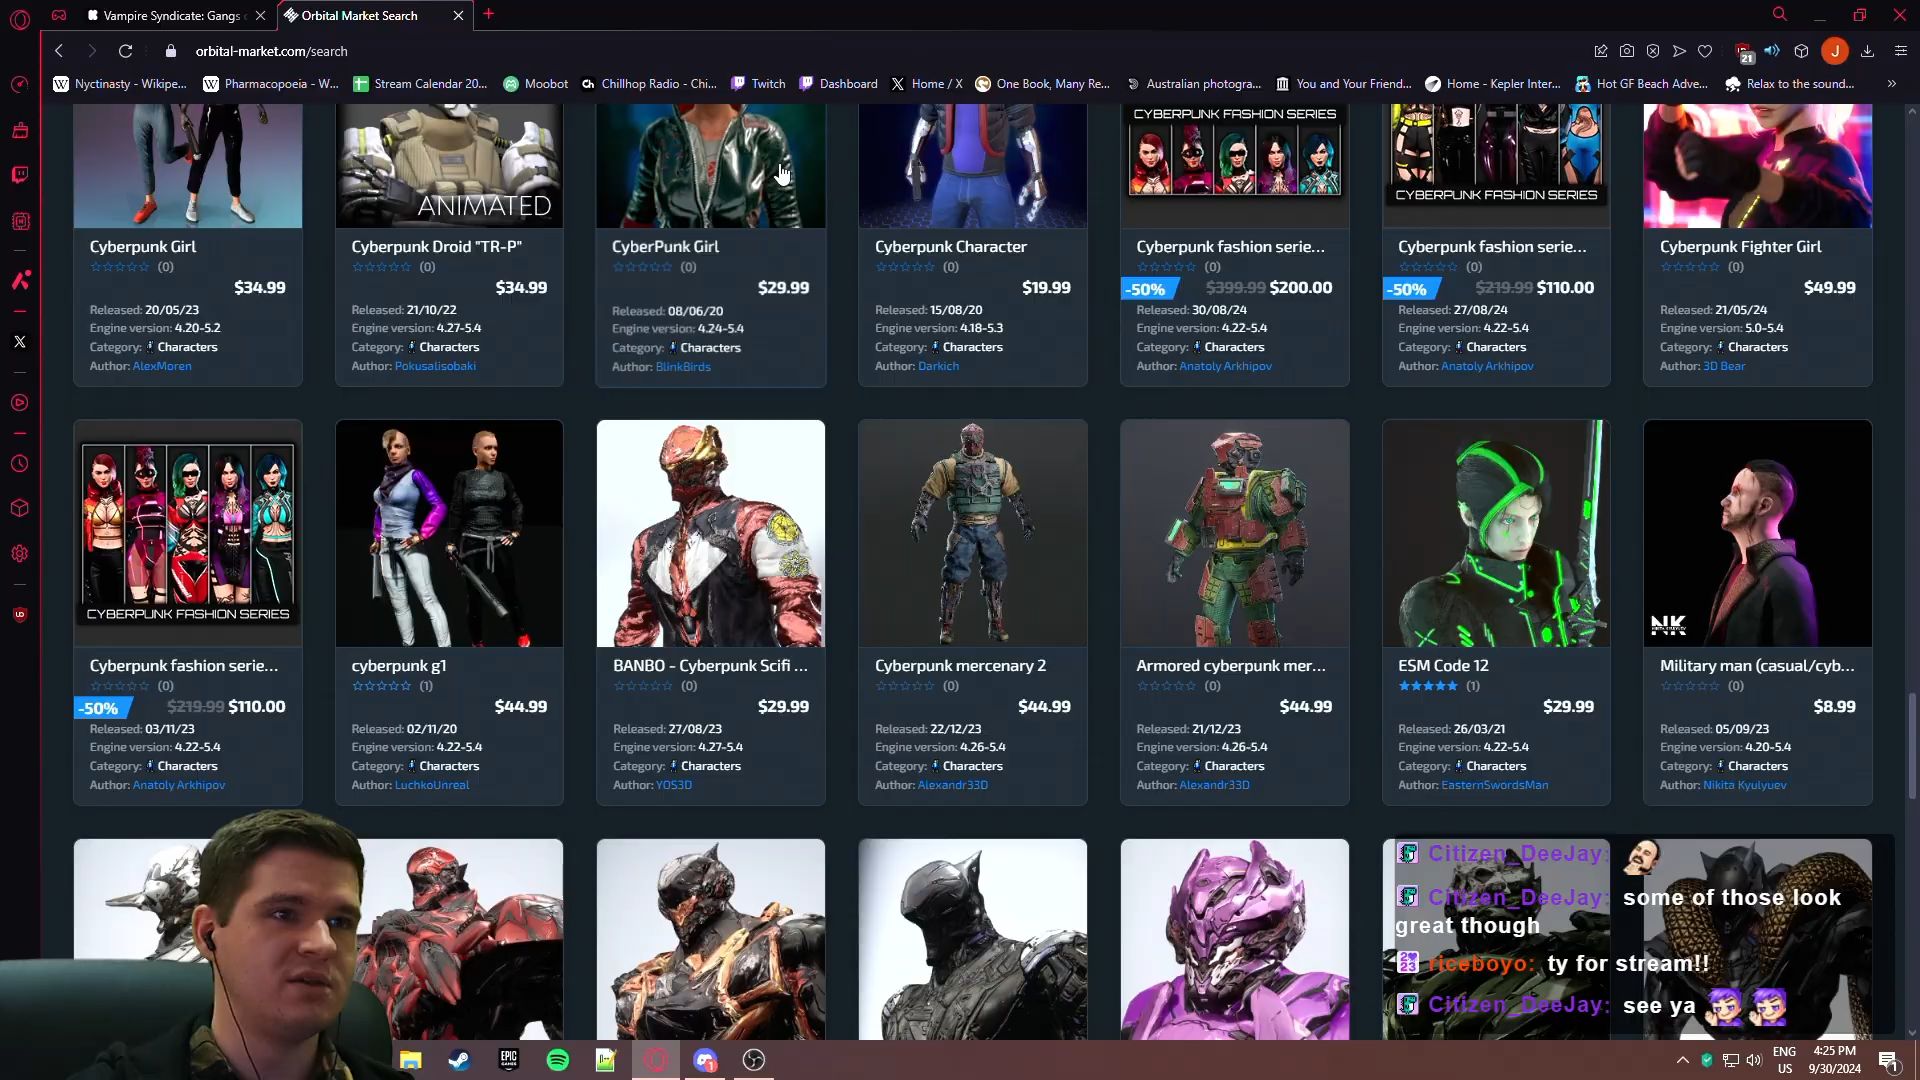 Vampire Syndicate: Gangs
Orbital Market Search
orbital-market.com/search
21
J
Nyctinasty - Wikipe...
Pharmacopoeia - W...
Stream Calendar 20...
Moobot
Chillhop Radio - Chi...
Twitch
Dashboard
Home / X
One Book, Many Re...
Australian photogra...
You and Your Friend...
Home - Kepler Inter...
Hot GF Beach Adve...
Relax to the sound...
ANIMATED
CYBERPUNK FASHION SERIES
CYBERPUNK FASHION SERIES
Cyberpunk Girl
(0)
$34.99
Released: 20/05/23
Engine version: 4.20-5.2
Category: Characters
Author: AlexMoren
Cyberpunk Droid "TR-P"
(0)
$34.99
Released: 21/10/22
Engine version: 4.27-5.4
Category: Characters
Author: Pokusalisobaki
CyberPunk Girl
(0)
$29.99
Released: 08/06/20
Engine version: 4.24-5.4
Category: Characters
Author: BlinkBirds
Cyberpunk Character
(0)
$19.99
Released: 15/08/20
Engine version: 4.18-5.3
Category: Characters
Author: Darkich
Cyberpunk fashion serie...
(0)
-50% $399.99 $200.00
Released: 30/08/24
Engine version: 4.22-5.4
Category: Characters
Author: Anatoly Arkhipov
Cyberpunk fashion serie...
(0)
-50% $219.99 $110.00
Released: 27/08/24
Engine version: 4.22-5.4
Category: Characters
Author: Anatoly Arkhipov
Cyberpunk Fighter Girl
(0)
$49.99
Released: 21/05/24
Engine version: 5.0-5.4
Category: Characters
Author: 3D Bear
CYBERPUNK FASHION SERIES
Cyberpunk fashion serie...
(0)
-50% $219.99 $110.00
Released: 03/11/23
Engine version: 4.22-5.4
Category: Characters
Author: Anatoly Arkhipov
cyberpunk g1
(1)
$44.99
Released: 02/11/20
Engine version: 4.22-5.4
Category: Characters
Author: LuchkoUnreal
BANBO - Cyberpunk Scifi ...
(0)
$29.99
Released: 27/08/23
Engine version: 4.27-5.4
Category: Characters
Author: YOS3D
Cyberpunk mercenary 2
(0)
$44.99
Released: 22/12/23
Engine version: 4.26-5.4
Category: Characters
Author: Alexandr33D
Armored cyberpunk mer...
(0)
$44.99
Released: 21/12/23
Engine version: 4.26-5.4
Category: Characters
Author: Alexandr33D
ESM Code 12
(1)
$29.99
Released: 26/03/21
Engine version: 4.22-5.4
Category: Characters
Author: EasternSwordsMan
NK
Military man (casual/cyb...
(0)
$8.99
Released: 05/09/23
Engine version: 4.20-5.4
Category: Characters
Author: Nikita Kyulyuev
Citizen_DeeJay:
Citizen_DeeJay: some of those look
great though
riceboyo: ty for stream!!
Citizen_DeeJay: see ya
EPIC
GAMES
ENG
US
4:25 PM
9/30/2024